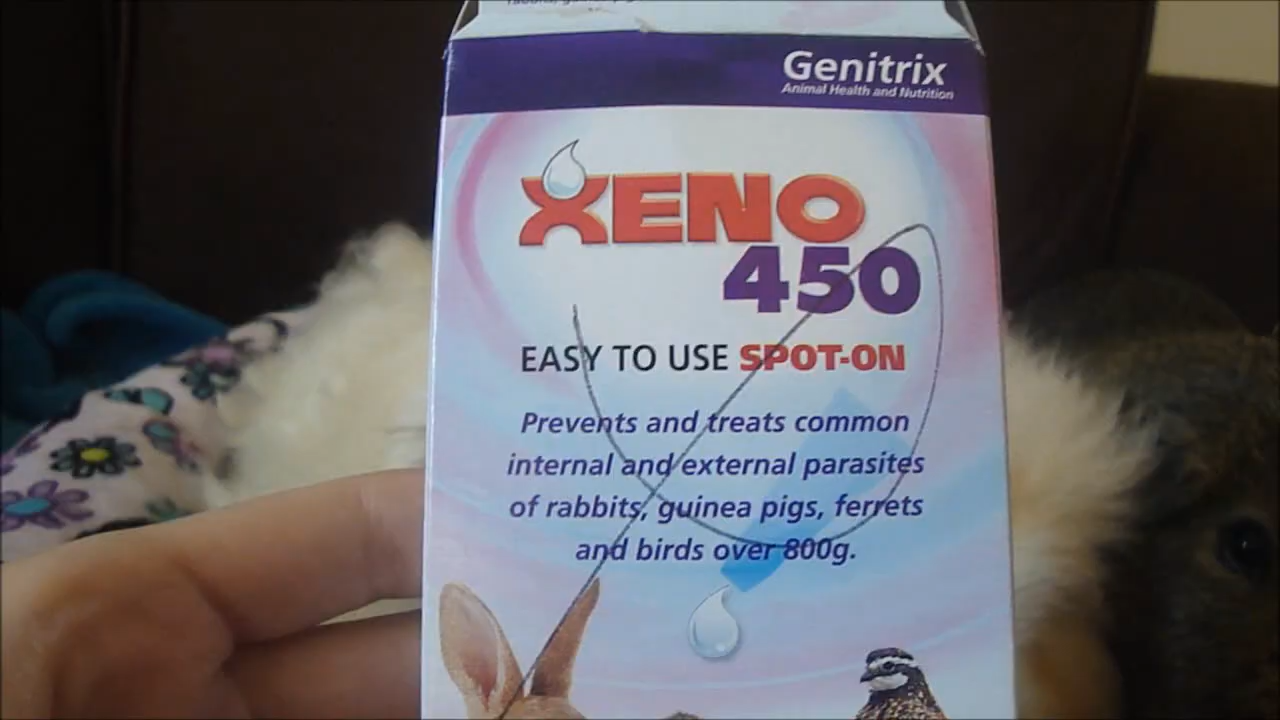 Genitrix
Animal Health and Nutrition
XENO
450
EASY TO USE SPOT-ON
Prevents and treats common
internal and external parasites
of rabbits, guinea pigs, ferrets
and birds over 800g.